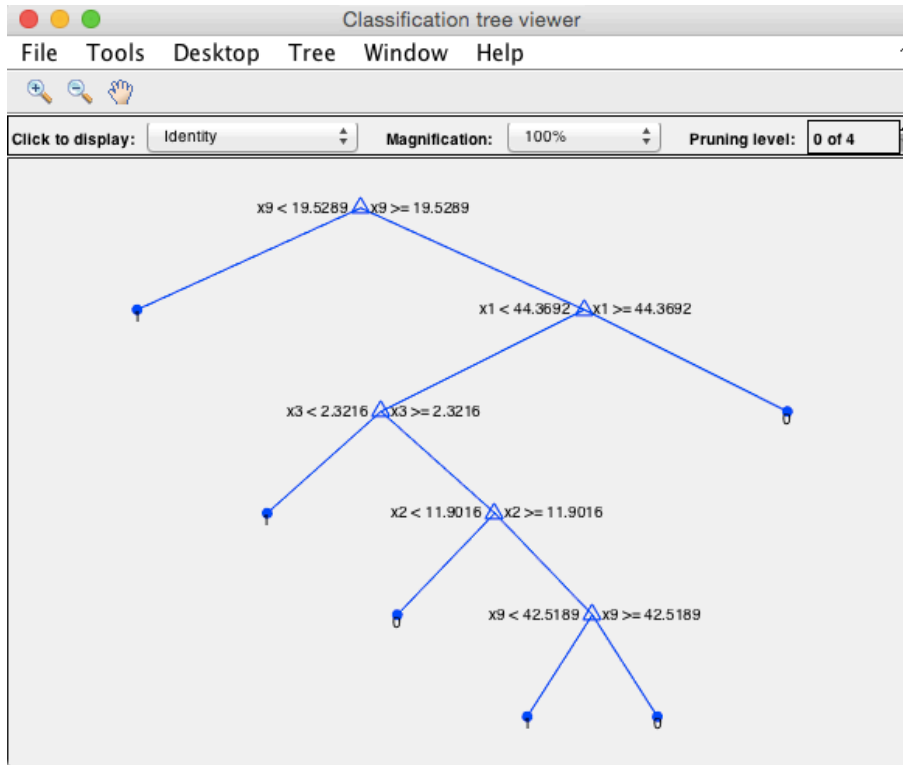 Classification tree viewer
File Tools Desktop Tree Window Help
Click to display: Identity Magnification: 100% Pruning level: 0 of 4
x9 < 19.5289 x9 >= 19.5289
x1 < 44.3692 x1 >= 44.3692
1
x3 < 2.3216 x3 >= 2.3216
0
x2 < 11.9016 x2 >= 11.9016
1
x9 < 42.5189 x9 >= 42.5189
0
1 0